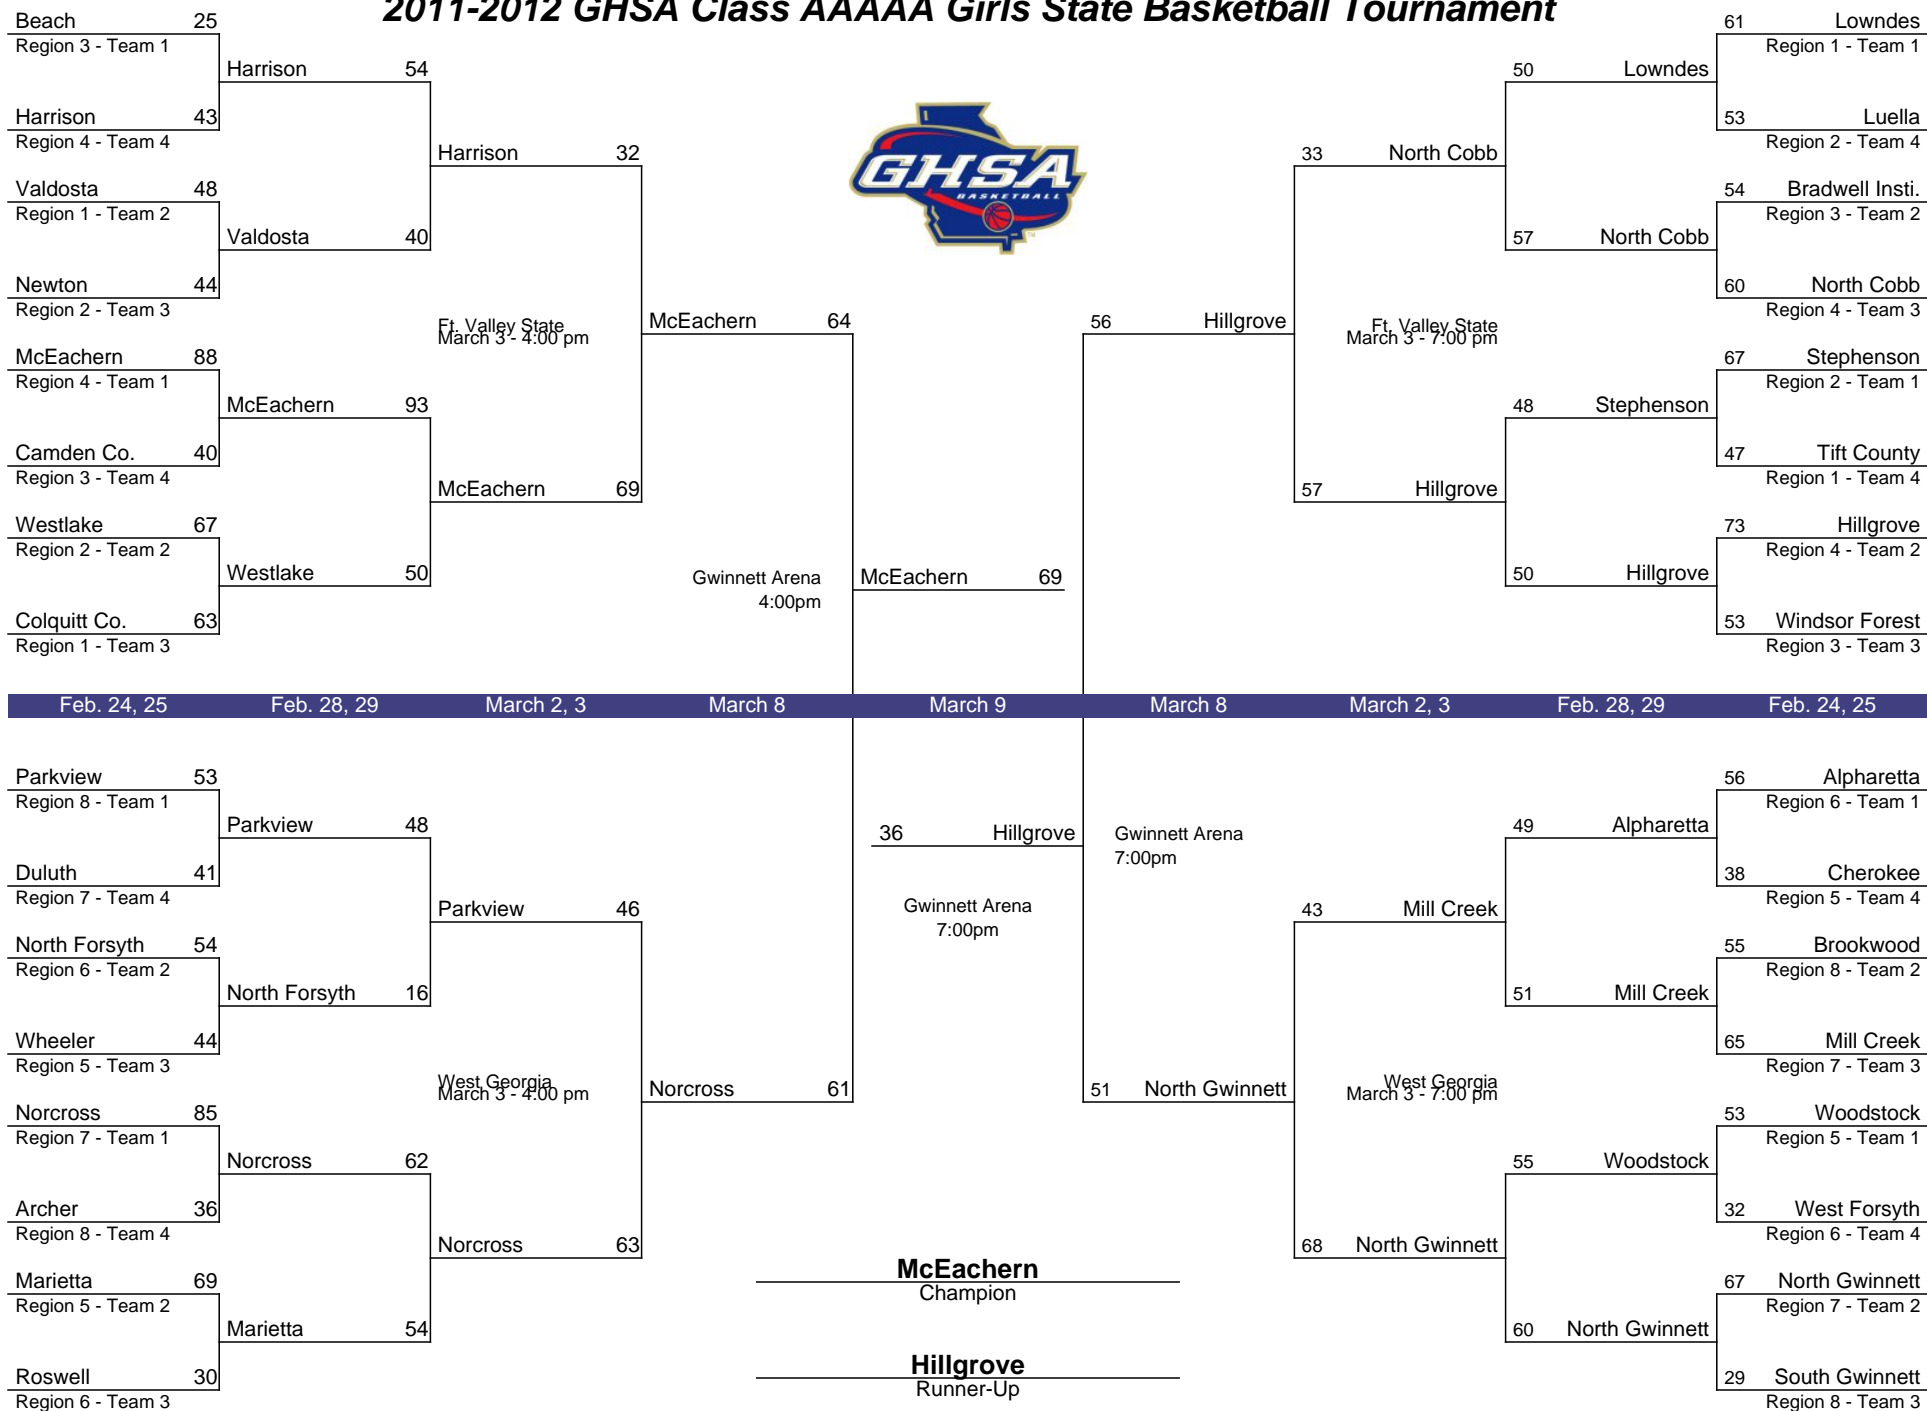 2011-2012 GHSA Class AAAAA Girls State Basketball Tournament
Beach 25
Region 3 - Team 1
Harrison 43
Region 4 - Team 4
Valdosta 48
Region 1 - Team 2
Newton 44
Region 2 - Team 3
McEachern 88
Region 4 - Team 1
Camden Co. 40
Region 3 - Team 4
Westlake 67
Region 2 - Team 2
Colquitt Co. 63
Region 1 - Team 3
Harrison 54
Valdosta 40
McEachern 93
Westlake 50
Harrison 32
Ft. Valley State
March 3 - 4:00 pm
McEachern 69
McEachern 64
Gwinnett Arena
4:00pm
McEachern 69
GHSA
BASKETBALL
TM
56 Hillgrove
33 North Cobb
Ft. Valley State
March 3 - 7:00 pm
57 Hillgrove
50 Lowndes
57 North Cobb
48 Stephenson
50 Hillgrove
61 Lowndes
Region 1 - Team 1
53 Luella
Region 2 - Team 4
54 Bradwell Insti.
Region 3 - Team 2
60 North Cobb
Region 4 - Team 3
67 Stephenson
Region 2 - Team 1
47 Tift County
Region 1 - Team 4
73 Hillgrove
Region 4 - Team 2
53 Windsor Forest
Region 3 - Team 3
Feb. 24, 25 Feb. 28, 29 March 2, 3 March 8 March 9 March 8 March 2, 3 Feb. 28, 29 Feb. 24, 25
Parkview 53
Region 8 - Team 1
Duluth 41
Region 7 - Team 4
North Forsyth 54
Region 6 - Team 2
Wheeler 44
Region 5 - Team 3
Norcross 85
Region 7 - Team 1
Archer 36
Region 8 - Team 4
Marietta 69
Region 5 - Team 2
Roswell 30
Region 6 - Team 3
Parkview 48
North Forsyth 16
Norcross 62
Marietta 54
Parkview 46
West Georgia
March 3 - 4:00 pm
Norcross 63
Norcross 61
36 Hillgrove
Gwinnett Arena
7:00pm
Gwinnett Arena
7:00pm
51 North Gwinnett
43 Mill Creek
West Georgia
March 3 - 7:00 pm
68 North Gwinnett
49 Alpharetta
51 Mill Creek
55 Woodstock
60 North Gwinnett
56 Alpharetta
Region 6 - Team 1
38 Cherokee
Region 5 - Team 4
55 Brookwood
Region 8 - Team 2
65 Mill Creek
Region 7 - Team 3
53 Woodstock
Region 5 - Team 1
32 West Forsyth
Region 6 - Team 4
67 North Gwinnett
Region 7 - Team 2
29 South Gwinnett
Region 8 - Team 3
McEachern
Champion
Hillgrove
Runner-Up